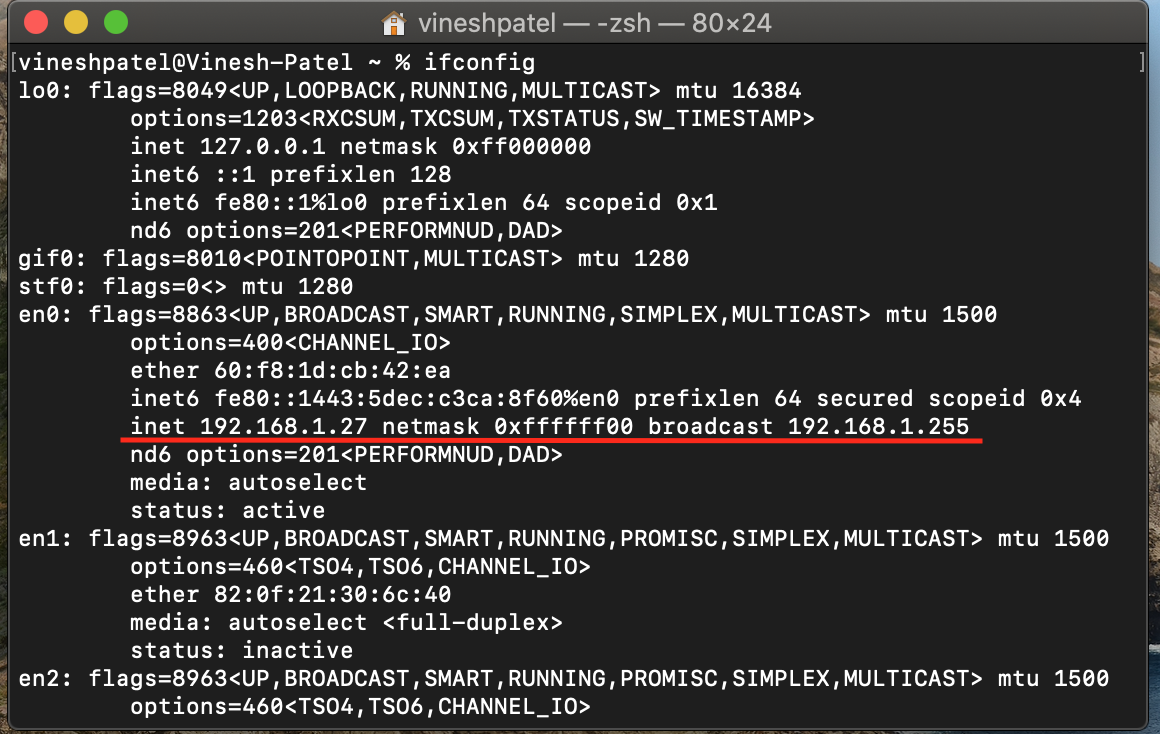 vineshpatel — -zsh — 80×24
[vineshpatel@Vinesh-Patel ~ % ifconfig ]
lo0: flags=8049<UP,LOOPBACK,RUNNING,MULTICAST> mtu 16384
options=1203<RXCSUM,TXCSUM,TXSTATUS,SW_TIMESTAMP>
inet 127.0.0.1 netmask 0xff000000
inet6 ::1 prefixlen 128
inet6 fe80::1%lo0 prefixlen 64 scopeid 0x1
nd6 options=201<PERFORMNUD,DAD>
gif0: flags=8010<POINTOPOINT,MULTICAST> mtu 1280
stf0: flags=0<> mtu 1280
en0: flags=8863<UP,BROADCAST,SMART,RUNNING,SIMPLEX,MULTICAST> mtu 1500
options=400<CHANNEL_IO>
ether 60:f8:1d:cb:42:ea
inet6 fe80::1443:5dec:c3ca:8f60%en0 prefixlen 64 secured scopeid 0x4
inet 192.168.1.27 netmask 0xffffff00 broadcast 192.168.1.255
nd6 options=201<PERFORMNUD,DAD>
media: autoselect
status: active
en1: flags=8963<UP,BROADCAST,SMART,RUNNING,PROMISC,SIMPLEX,MULTICAST> mtu 1500
options=460<TSO4,TSO6,CHANNEL_IO>
ether 82:0f:21:30:6c:40
media: autoselect <full-duplex>
status: inactive
en2: flags=8963<UP,BROADCAST,SMART,RUNNING,PROMISC,SIMPLEX,MULTICAST> mtu 1500
options=460<TSO4,TSO6,CHANNEL_IO>